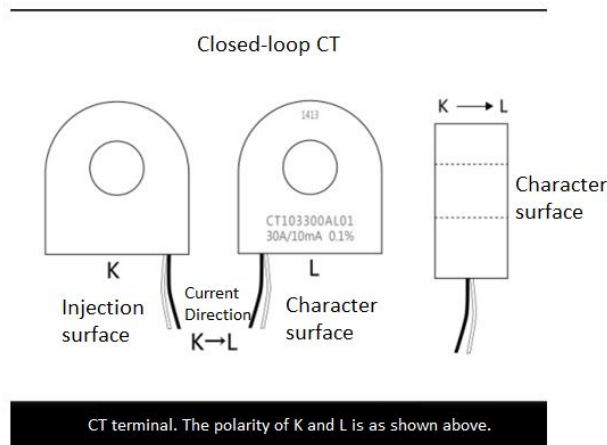 Closed-loop CT
1413
CT103300AL01
30A/10mA 0.1%
K
L
Injection
surface
Current
Direction
K→L
Character
surface
K → L
Character
surface
CT terminal. The polarity of K and L is as shown above.